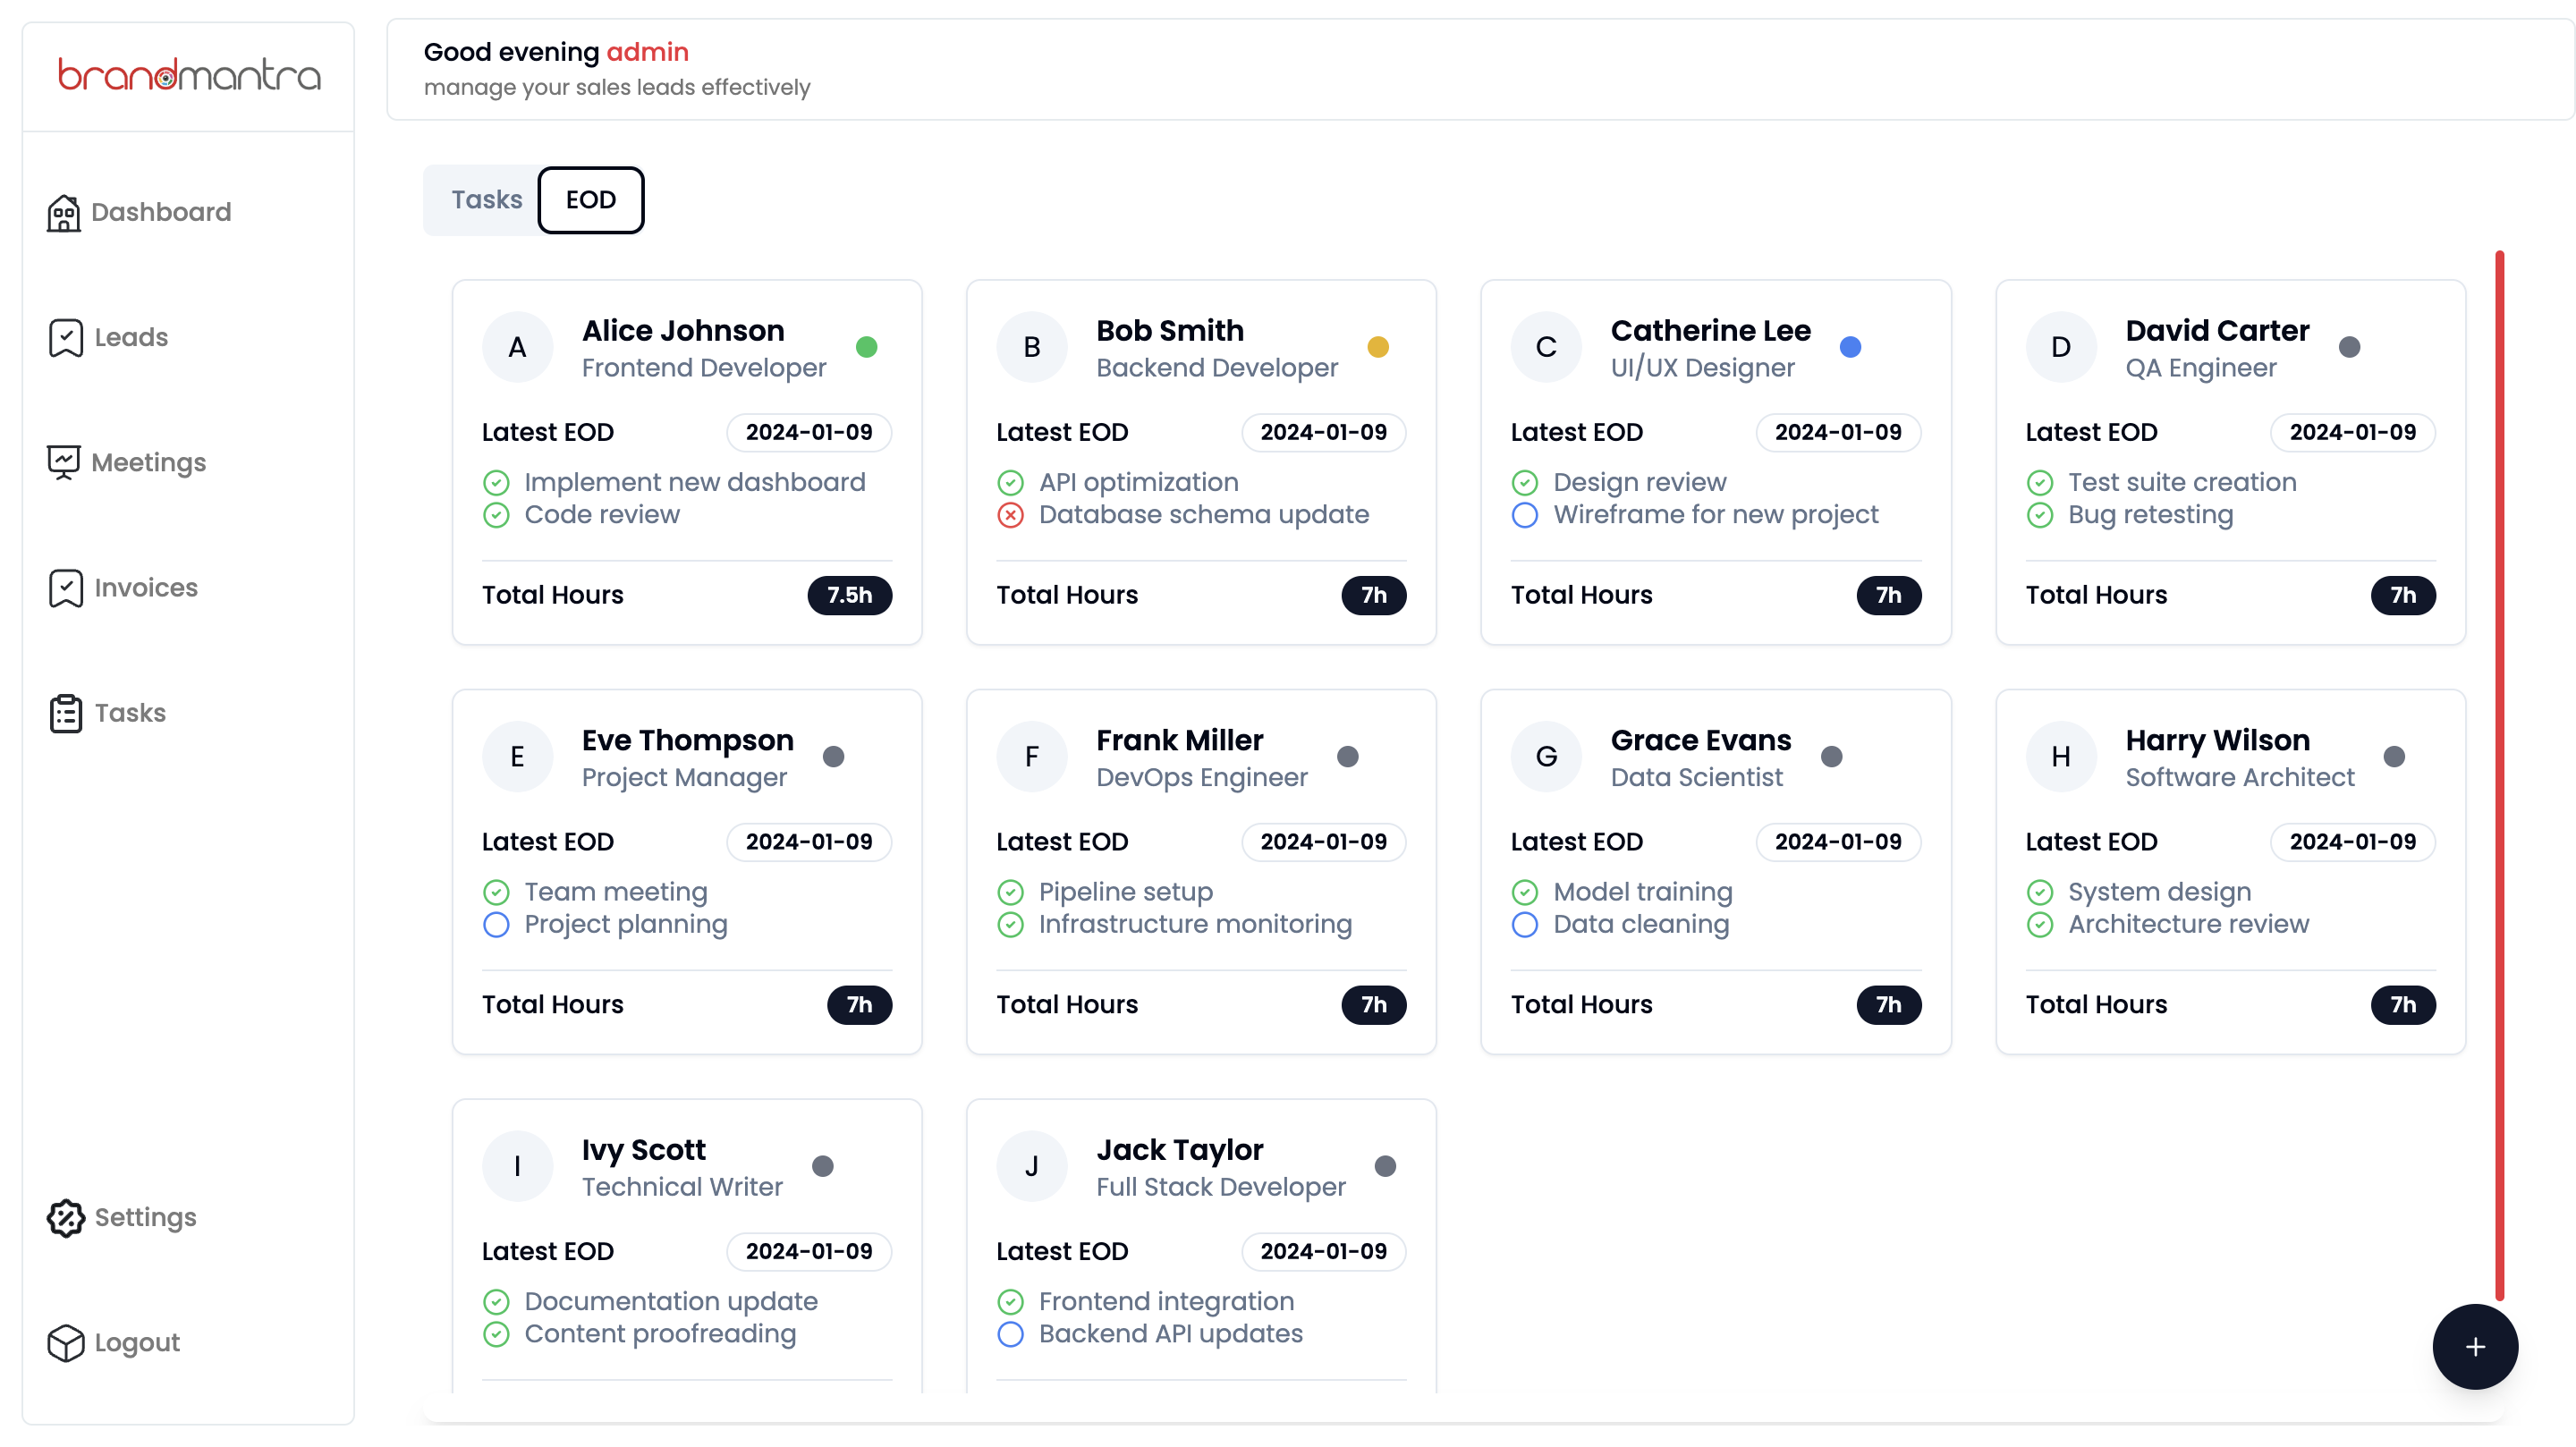 brandmantra
Good evening admin
manage your sales leads effectively
Dashboard
Leads
Meetings
Invoices
Tasks
Settings
Logout
Tasks
EOD
A
Alice Johnson
Frontend Developer
Latest EOD
2024-01-09
Implement new dashboard
Code review
Total Hours
7.5h
B
Bob Smith
Backend Developer
Latest EOD
2024-01-09
API optimization
Database schema update
Total Hours
7h
C
Catherine Lee
UI/UX Designer
Latest EOD
2024-01-09
Design review
Wireframe for new project
Total Hours
7h
D
David Carter
QA Engineer
Latest EOD
2024-01-09
Test suite creation
Bug retesting
Total Hours
7h
E
Eve Thompson
Project Manager
Latest EOD
2024-01-09
Team meeting
Project planning
Total Hours
7h
F
Frank Miller
DevOps Engineer
Latest EOD
2024-01-09
Pipeline setup
Infrastructure monitoring
Total Hours
7h
G
Grace Evans
Data Scientist
Latest EOD
2024-01-09
Model training
Data cleaning
Total Hours
7h
H
Harry Wilson
Software Architect
Latest EOD
2024-01-09
System design
Architecture review
Total Hours
7h
I
Ivy Scott
Technical Writer
Latest EOD
2024-01-09
Documentation update
Content proofreading
J
Jack Taylor
Full Stack Developer
Latest EOD
2024-01-09
Frontend integration
Backend API updates
+